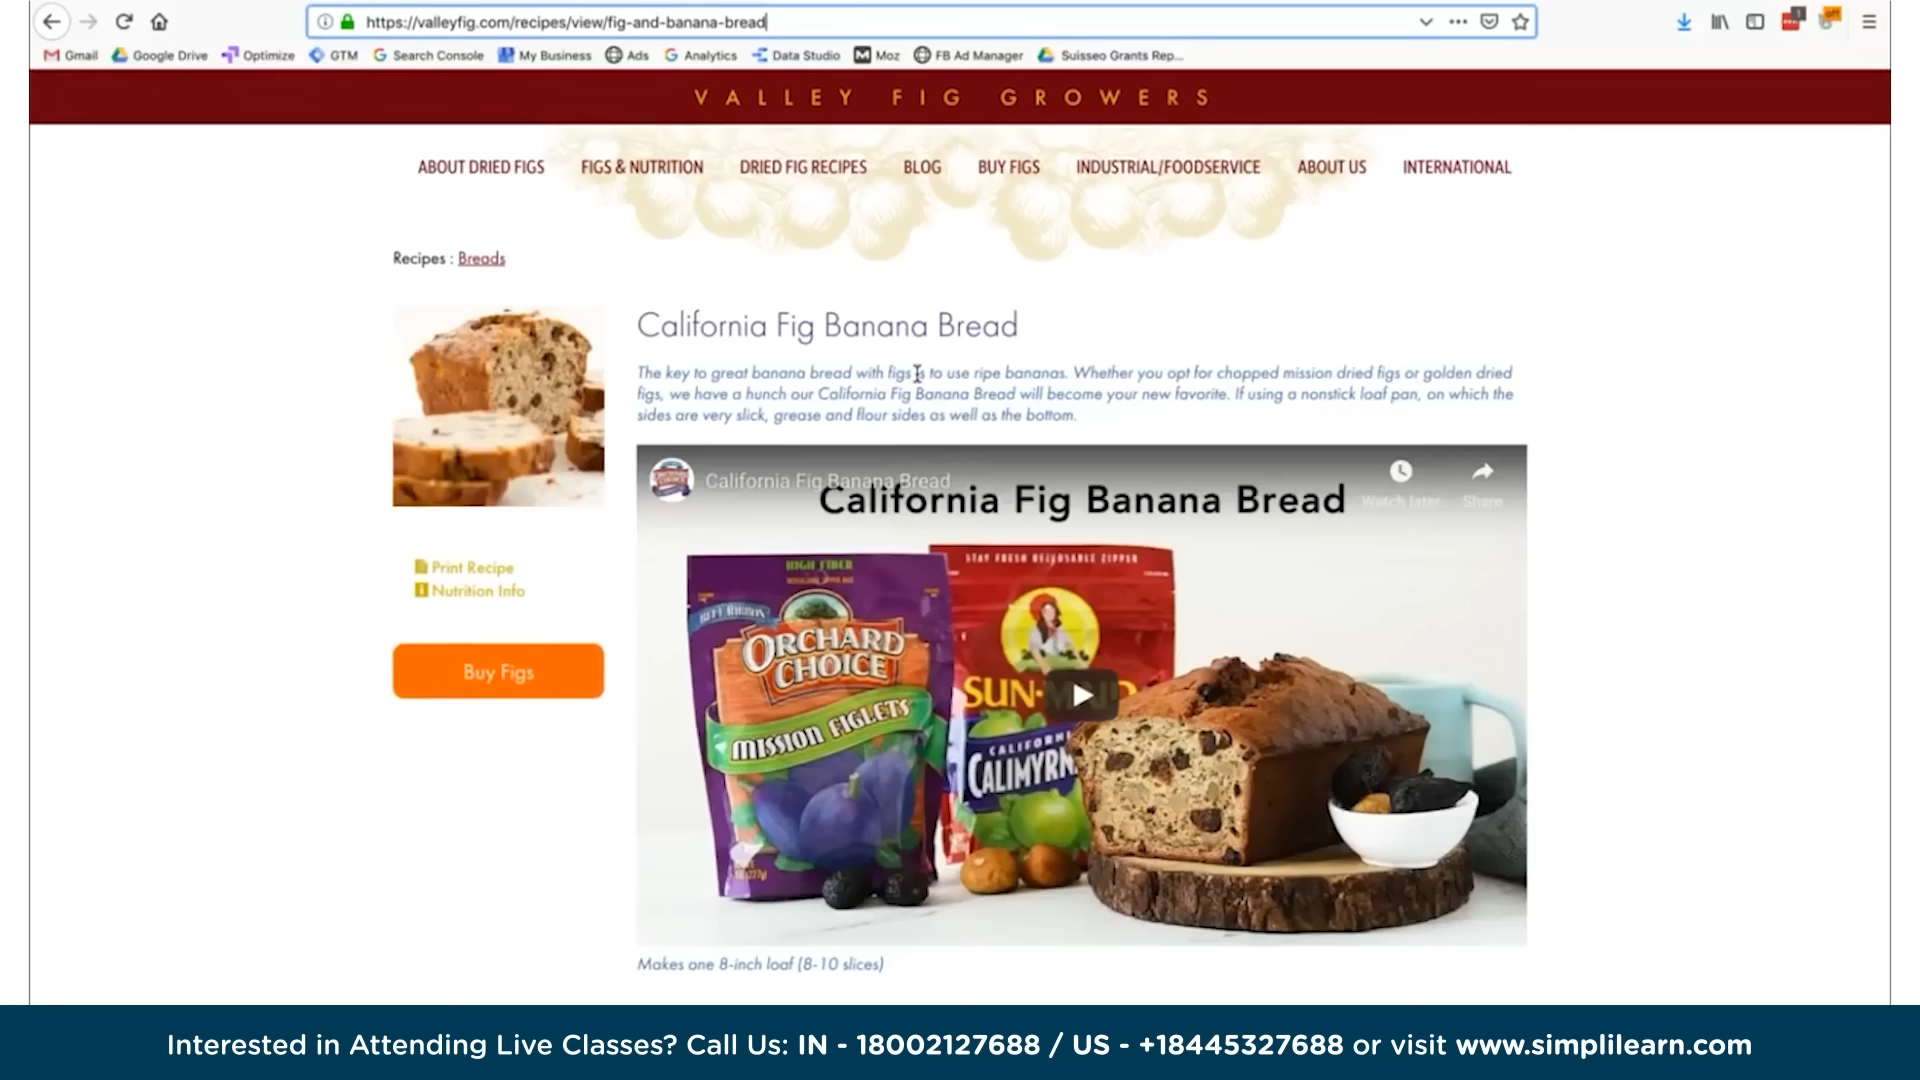 https://valleyfig.com/recipes/view/fig-and-banana-bread
Gmail Google Drive Optimize GTM Search Console My Business Ads Analytics Data Studio Moz FB Ad Manager Suisseo Grants Rep...
VALLEY FIG GROWERS
ABOUT DRIED FIGS FIGS & NUTRITION DRIED FIG RECIPES BLOG BUY FIGS INDUSTRIAL/FOODSERVICE ABOUT US INTERNATIONAL
Recipes : Breads
California Fig Banana Bread
The key to great banana bread with figs is to use ripe bananas. Whether you opt for chopped mission dried figs or golden dried
figs, we have a hunch our California Fig Banana Bread will become your new favorite. If using a nonstick loaf pan, on which the
sides are very slick, grease and flour sides as well as the bottom.
California Fig Banana Bread
Watch later Share
California Fig Banana Bread
HIGH FIBER
STAY FRESH RECLOSABLE ZIPPER
BLUE RIBBON
ORCHARD
CHOICE
MISSION FIGLETS
SUN-MAID
CALIFORN
CALIMYRN
Print Recipe
Nutrition Info
Buy Figs
Makes one 8-inch loaf (8-10 slices)
Interested in Attending Live Classes? Call Us: IN - 18002127688 / US - +18445327688 or visit www.simplilearn.com